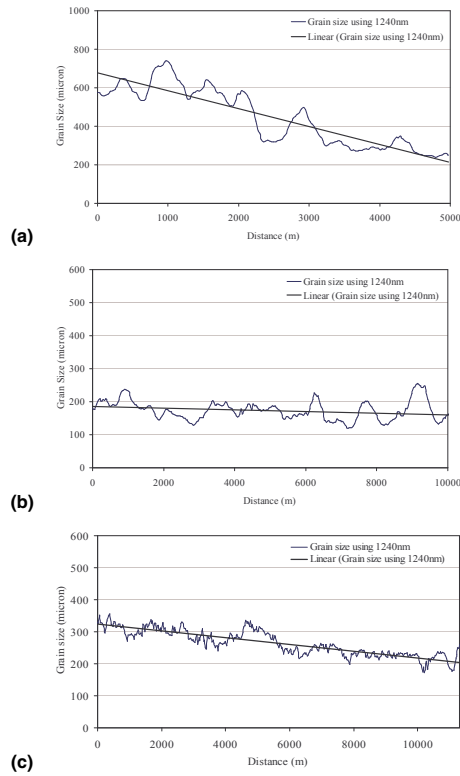 1000
800
600
400
200
0
Grain Size (micron)
Grain size using 1240nm
Linear (Grain size using 1240nm)
0 1000 2000 3000 4000 5000
Distance (m)
(a)
600
500
400
300
200
100
0
Grain Size (micron)
Grain size using 1240nm
Linear (Grain size using 1240nm)
0 2000 4000 6000 8000 10000
Distance (m)
(b)
600
500
400
300
200
100
0
Grain size (micron)
Grain size using 1240nm
Linear (Grain size using 1240nm)
0 2000 4000 6000 8000 10000
Distance (m)
(c)